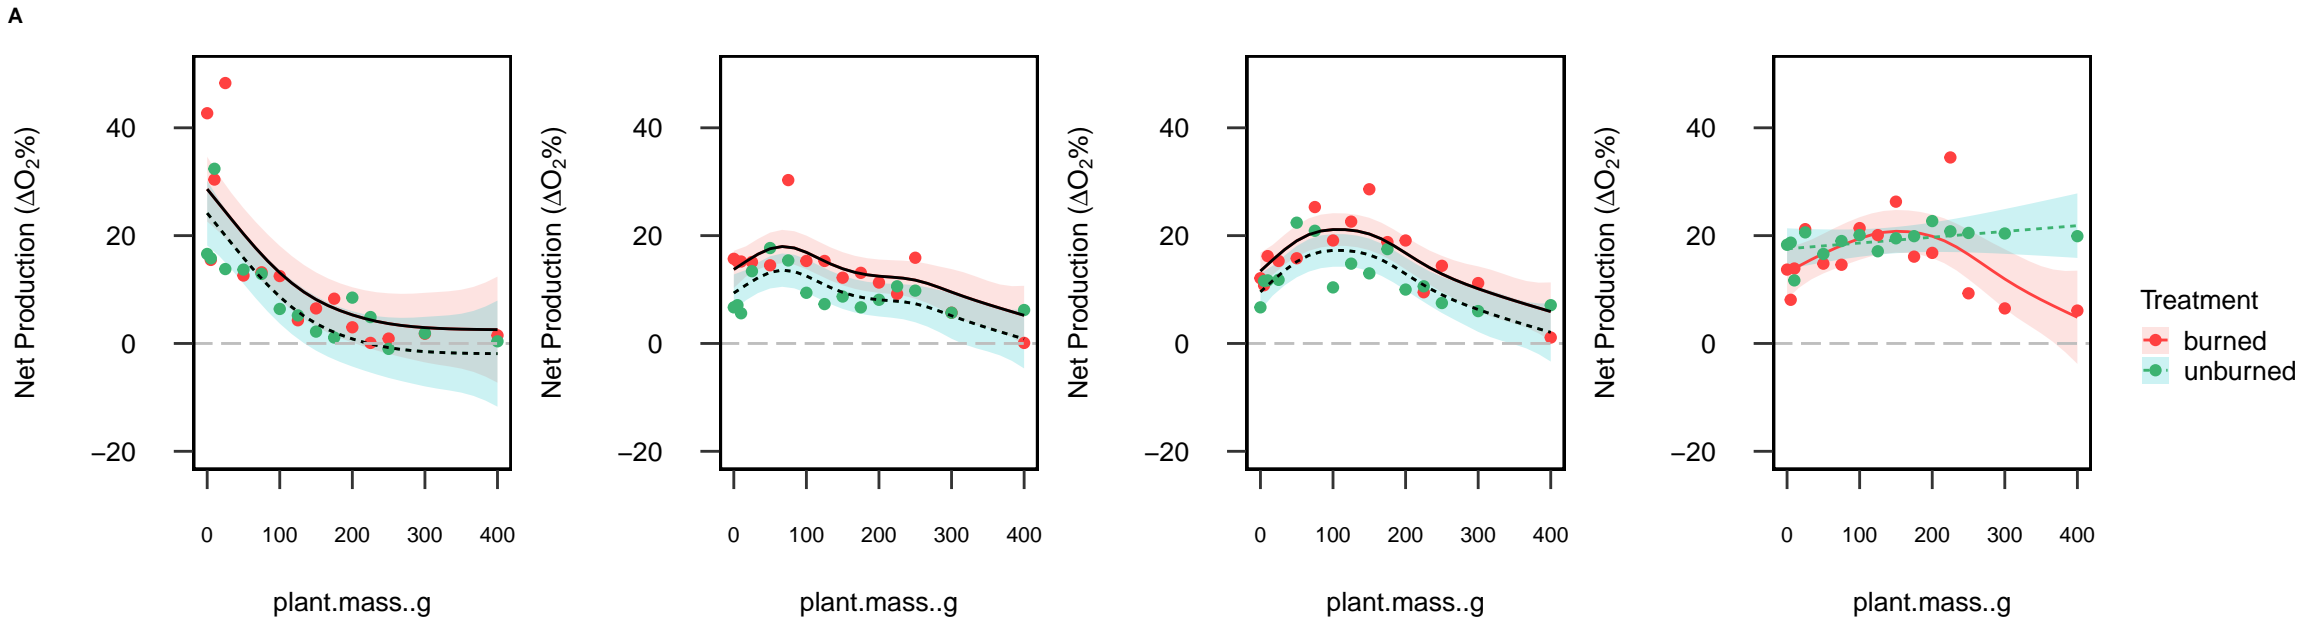 A
Net Production (ΔO₂%)
40
20
0
−20
0 100 200 300 400
plant.mass..g
Net Production (ΔO₂%)
40
20
0
−20
0 100 200 300 400
plant.mass..g
Net Production (ΔO₂%)
40
20
0
−20
0 100 200 300 400
plant.mass..g
Net Production (ΔO₂%)
40
20
0
−20
0 100 200 300 400
plant.mass..g
Treatment
burned
unburned